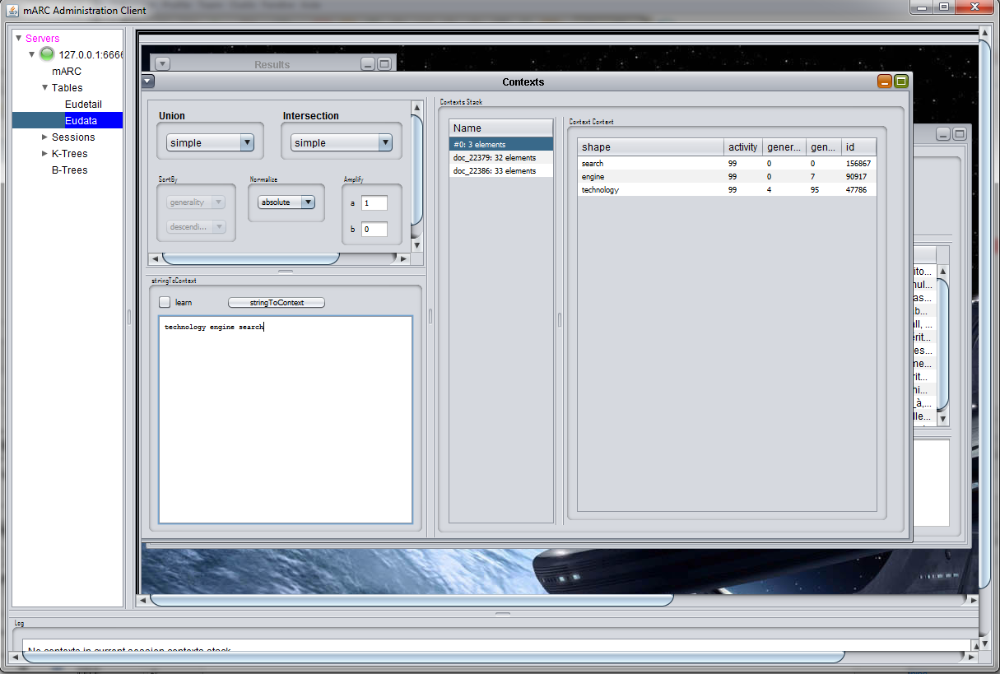 mARC Administration Client
Servers
127.0.0.1:6666
mARC
Tables
Eudetail
Eudata
Sessions
K-Trees
B-Trees
Results
Contexts
Union
Intersection
simple
simple
SortBy
Normalize
Amplify
generality
descendi...
absolute
a 1
b 0
stringToContext
learn
stringToContext
technology engine search
Contexts Stack
Name
#0: 3 elements
doc_22379: 32 elements
doc_22386: 33 elements
Context Content
shape activity gener... gen... id
search 99 0 0 156867
engine 99 0 7 90917
technology 99 4 95 47786
ito...
nul...
as...
.b...
all, ...
érit...
es...
me...
rit...
ni...
_à,...
lle...
Log
No contexts in current session contexts stack